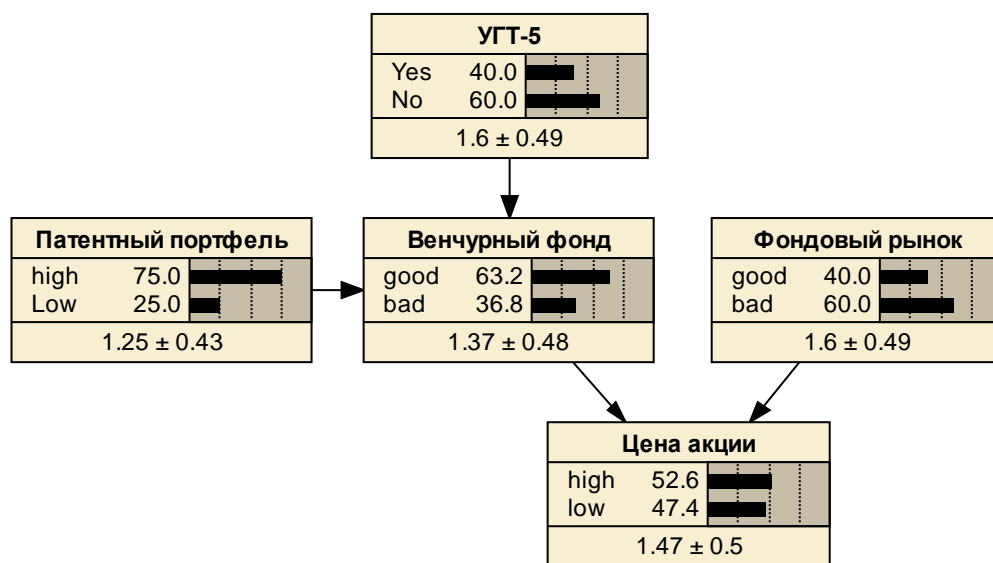 УГТ-5
Yes 40.0
No 60.0
1.6 ± 0.49
Патентный портфель
high 75.0
Low 25.0
1.25 ± 0.43
Венчурный фонд
good 63.2
bad 36.8
1.37 ± 0.48
Фондовый рынок
good 40.0
bad 60.0
1.6 ± 0.49
Цена акции
high 52.6
low 47.4
1.47 ± 0.5